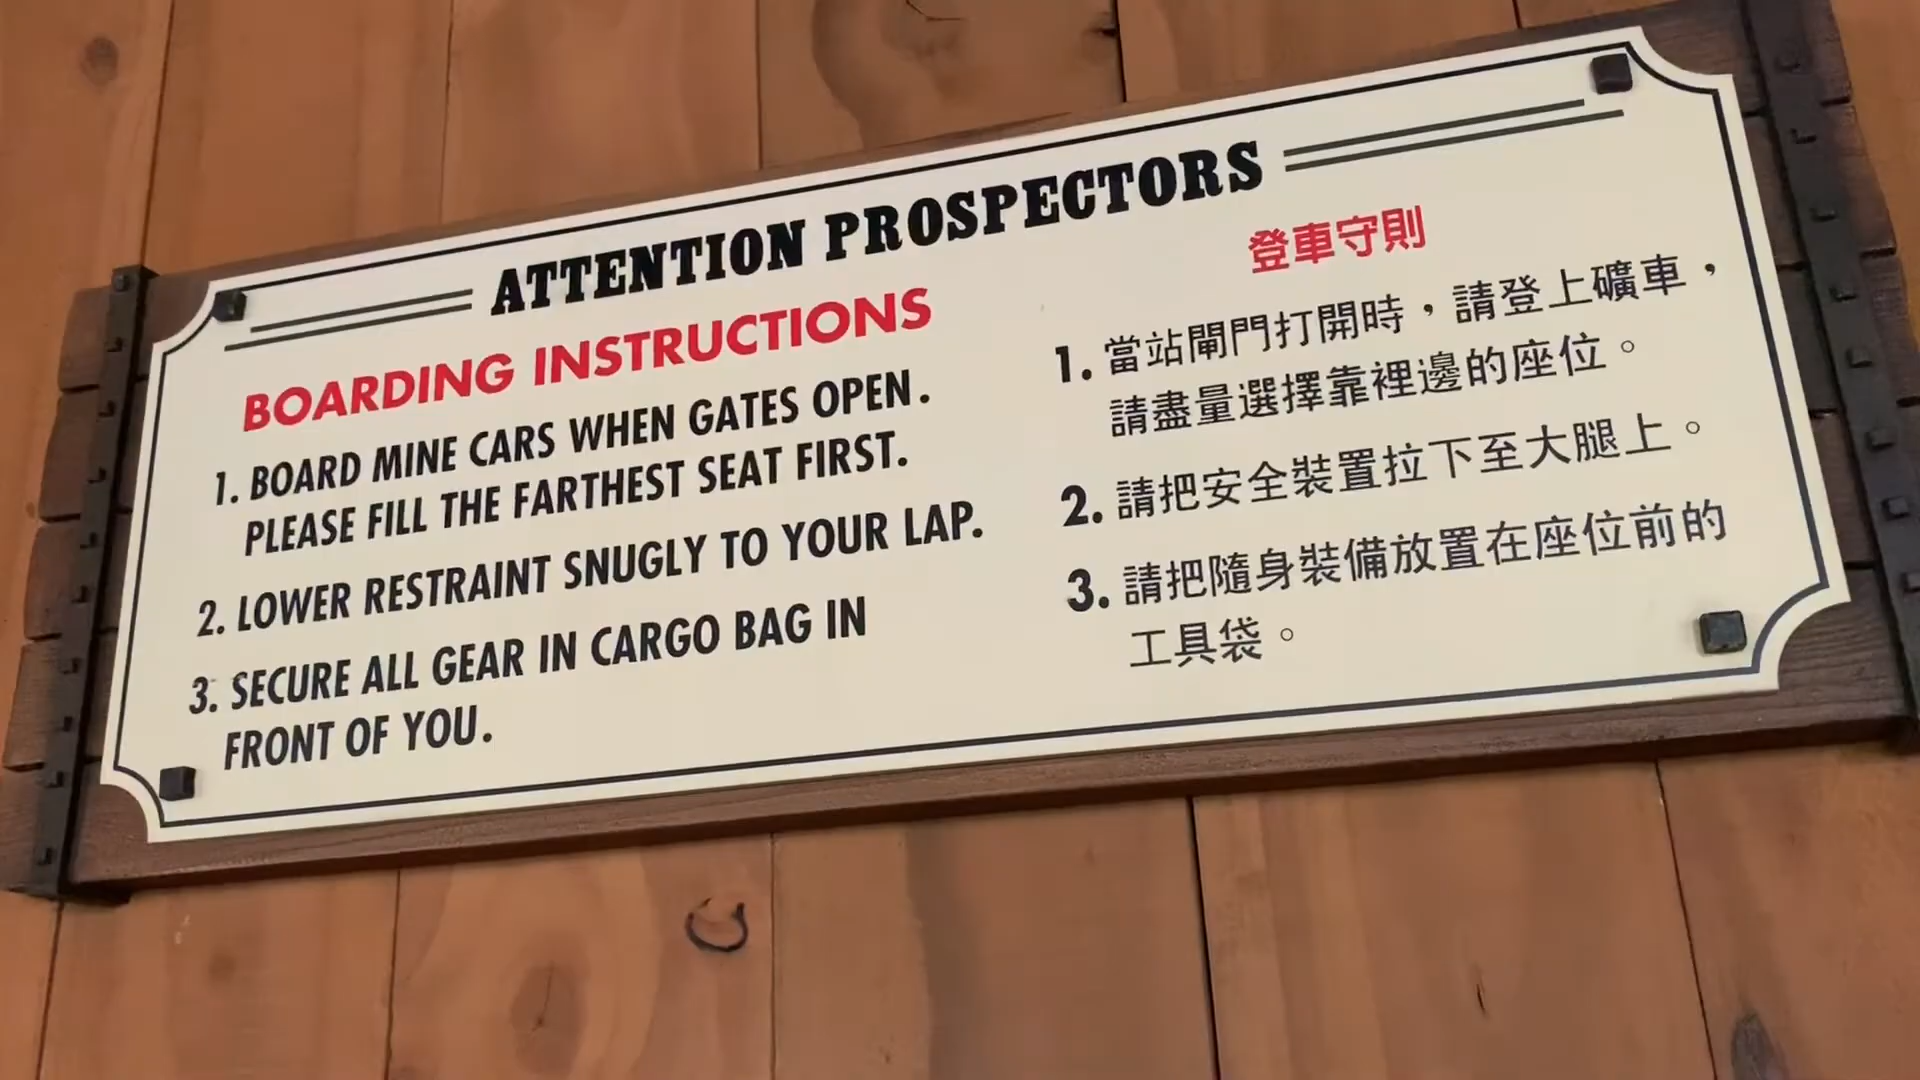 ATTENTION PROSPECTORS
BOARDING INSTRUCTIONS
1. BOARD MINE CARS WHEN GATES OPEN.
PLEASE FILL THE FARTHEST SEAT FIRST.
2. LOWER RESTRAINT SNUGLY TO YOUR LAP.
3. SECURE ALL GEAR IN CARGO BAG IN
FRONT OF YOU.
登車守則
1. 當站閘門打開時，請登上礦車，
請盡量選擇靠裡邊的座位。
2. 請把安全裝置拉下至大腿上。
3. 請把隨身裝備放置在座位前的
工具袋。